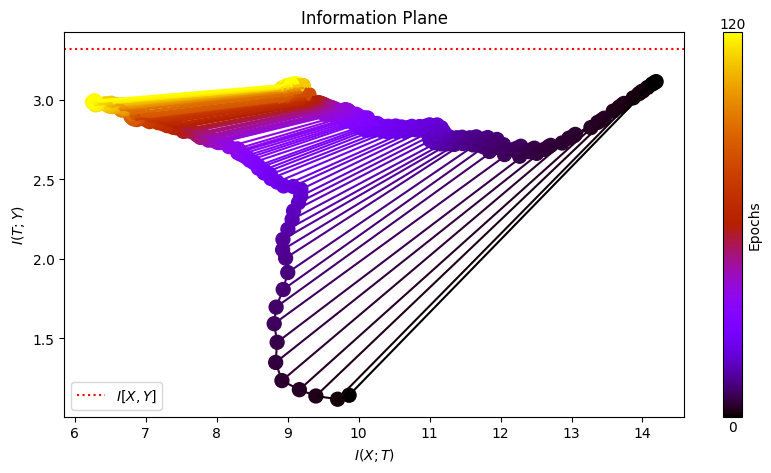 Information Plane
120
3.0
2.5
2.0
1.5
I(T; Y)
I[X, Y]
6 7 8 9 10 11 12 13 14
I(X; T)
Epochs
0